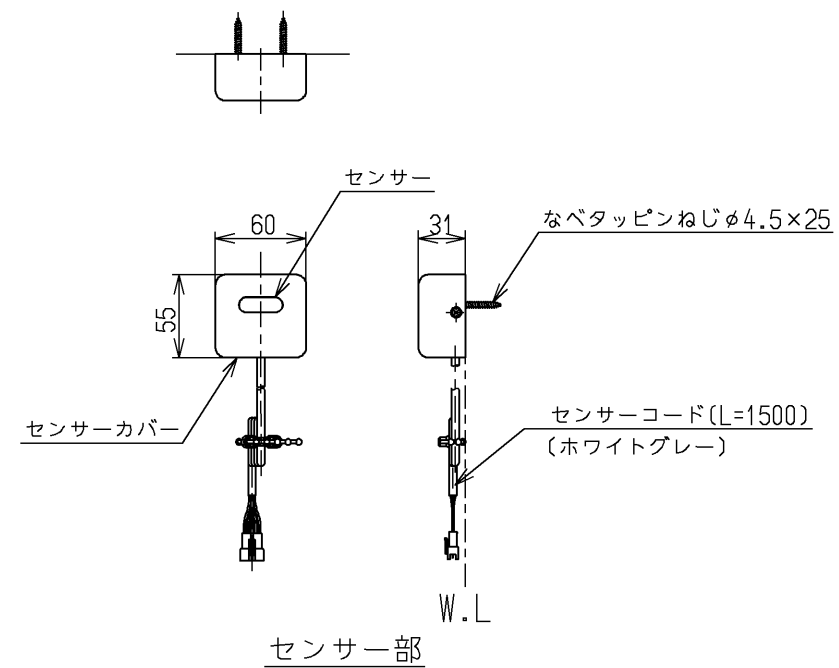 センサー
60
31
なべタッピンねじφ4.5×25
55
センサーカバー
センサーコード(L=1500)
(ホワイトグレー)
W.L
センサー部